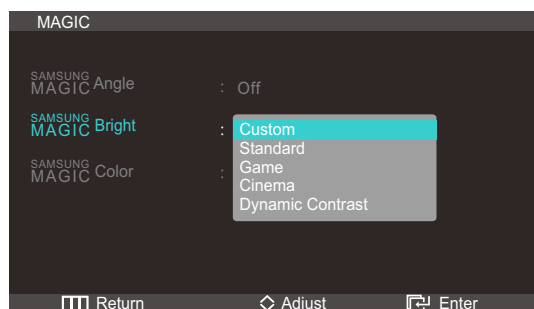 MAGIC
SAMSUNG
MAGIC Angle : Off
SAMSUNG
MAGIC Bright : Custom
Standard
SAMSUNG
MAGIC Color : Game
Cinema
Dynamic Contrast
Return Adjust Enter